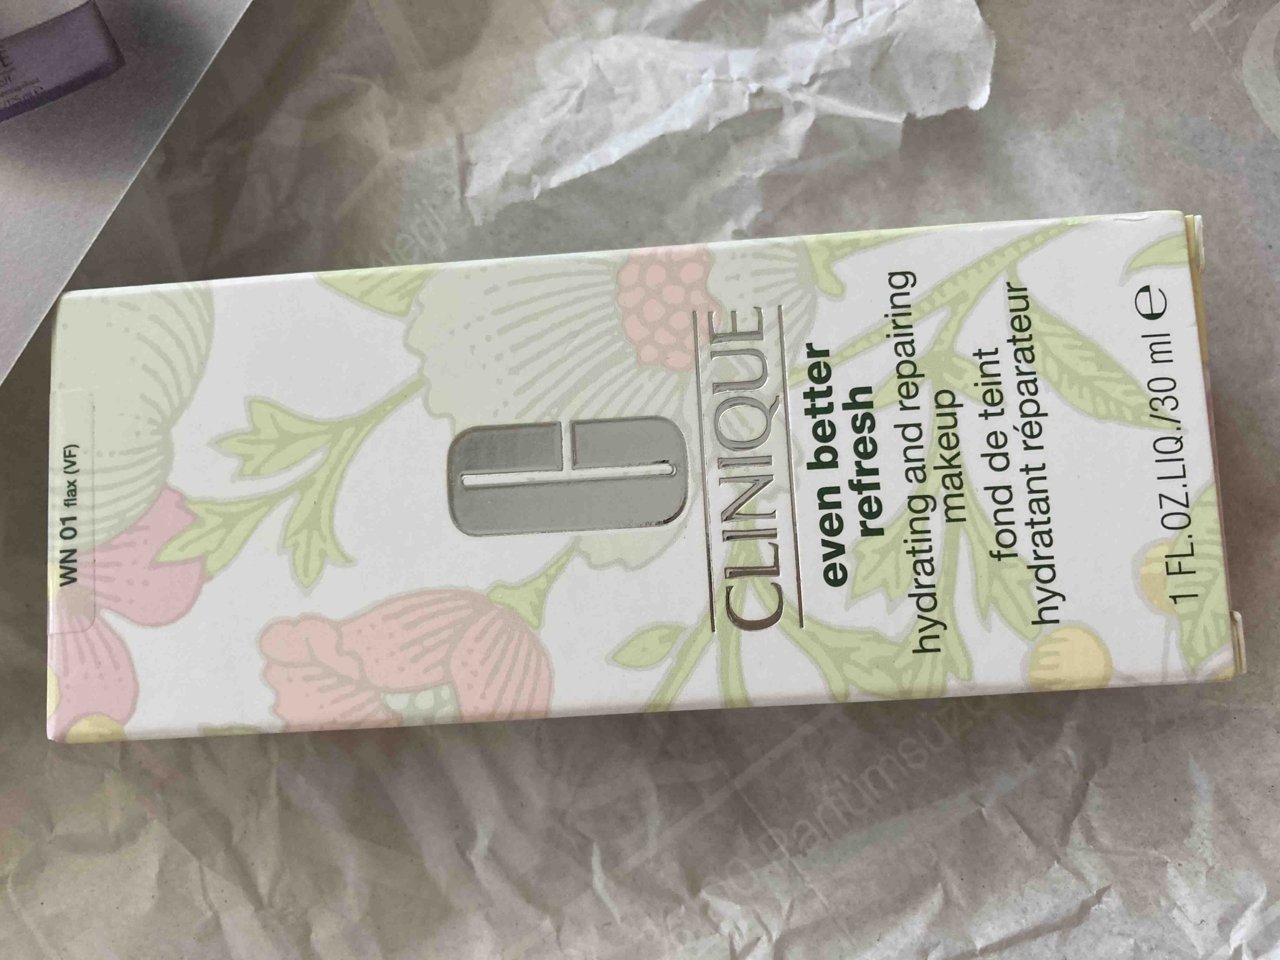 WN 01 flax (VF)
CLINIQUE
even better
refresh
hydrating and repairing
makeup
fond de teint
hydratant réparateur
1 FL.OZ.LIQ./30 ml ℮